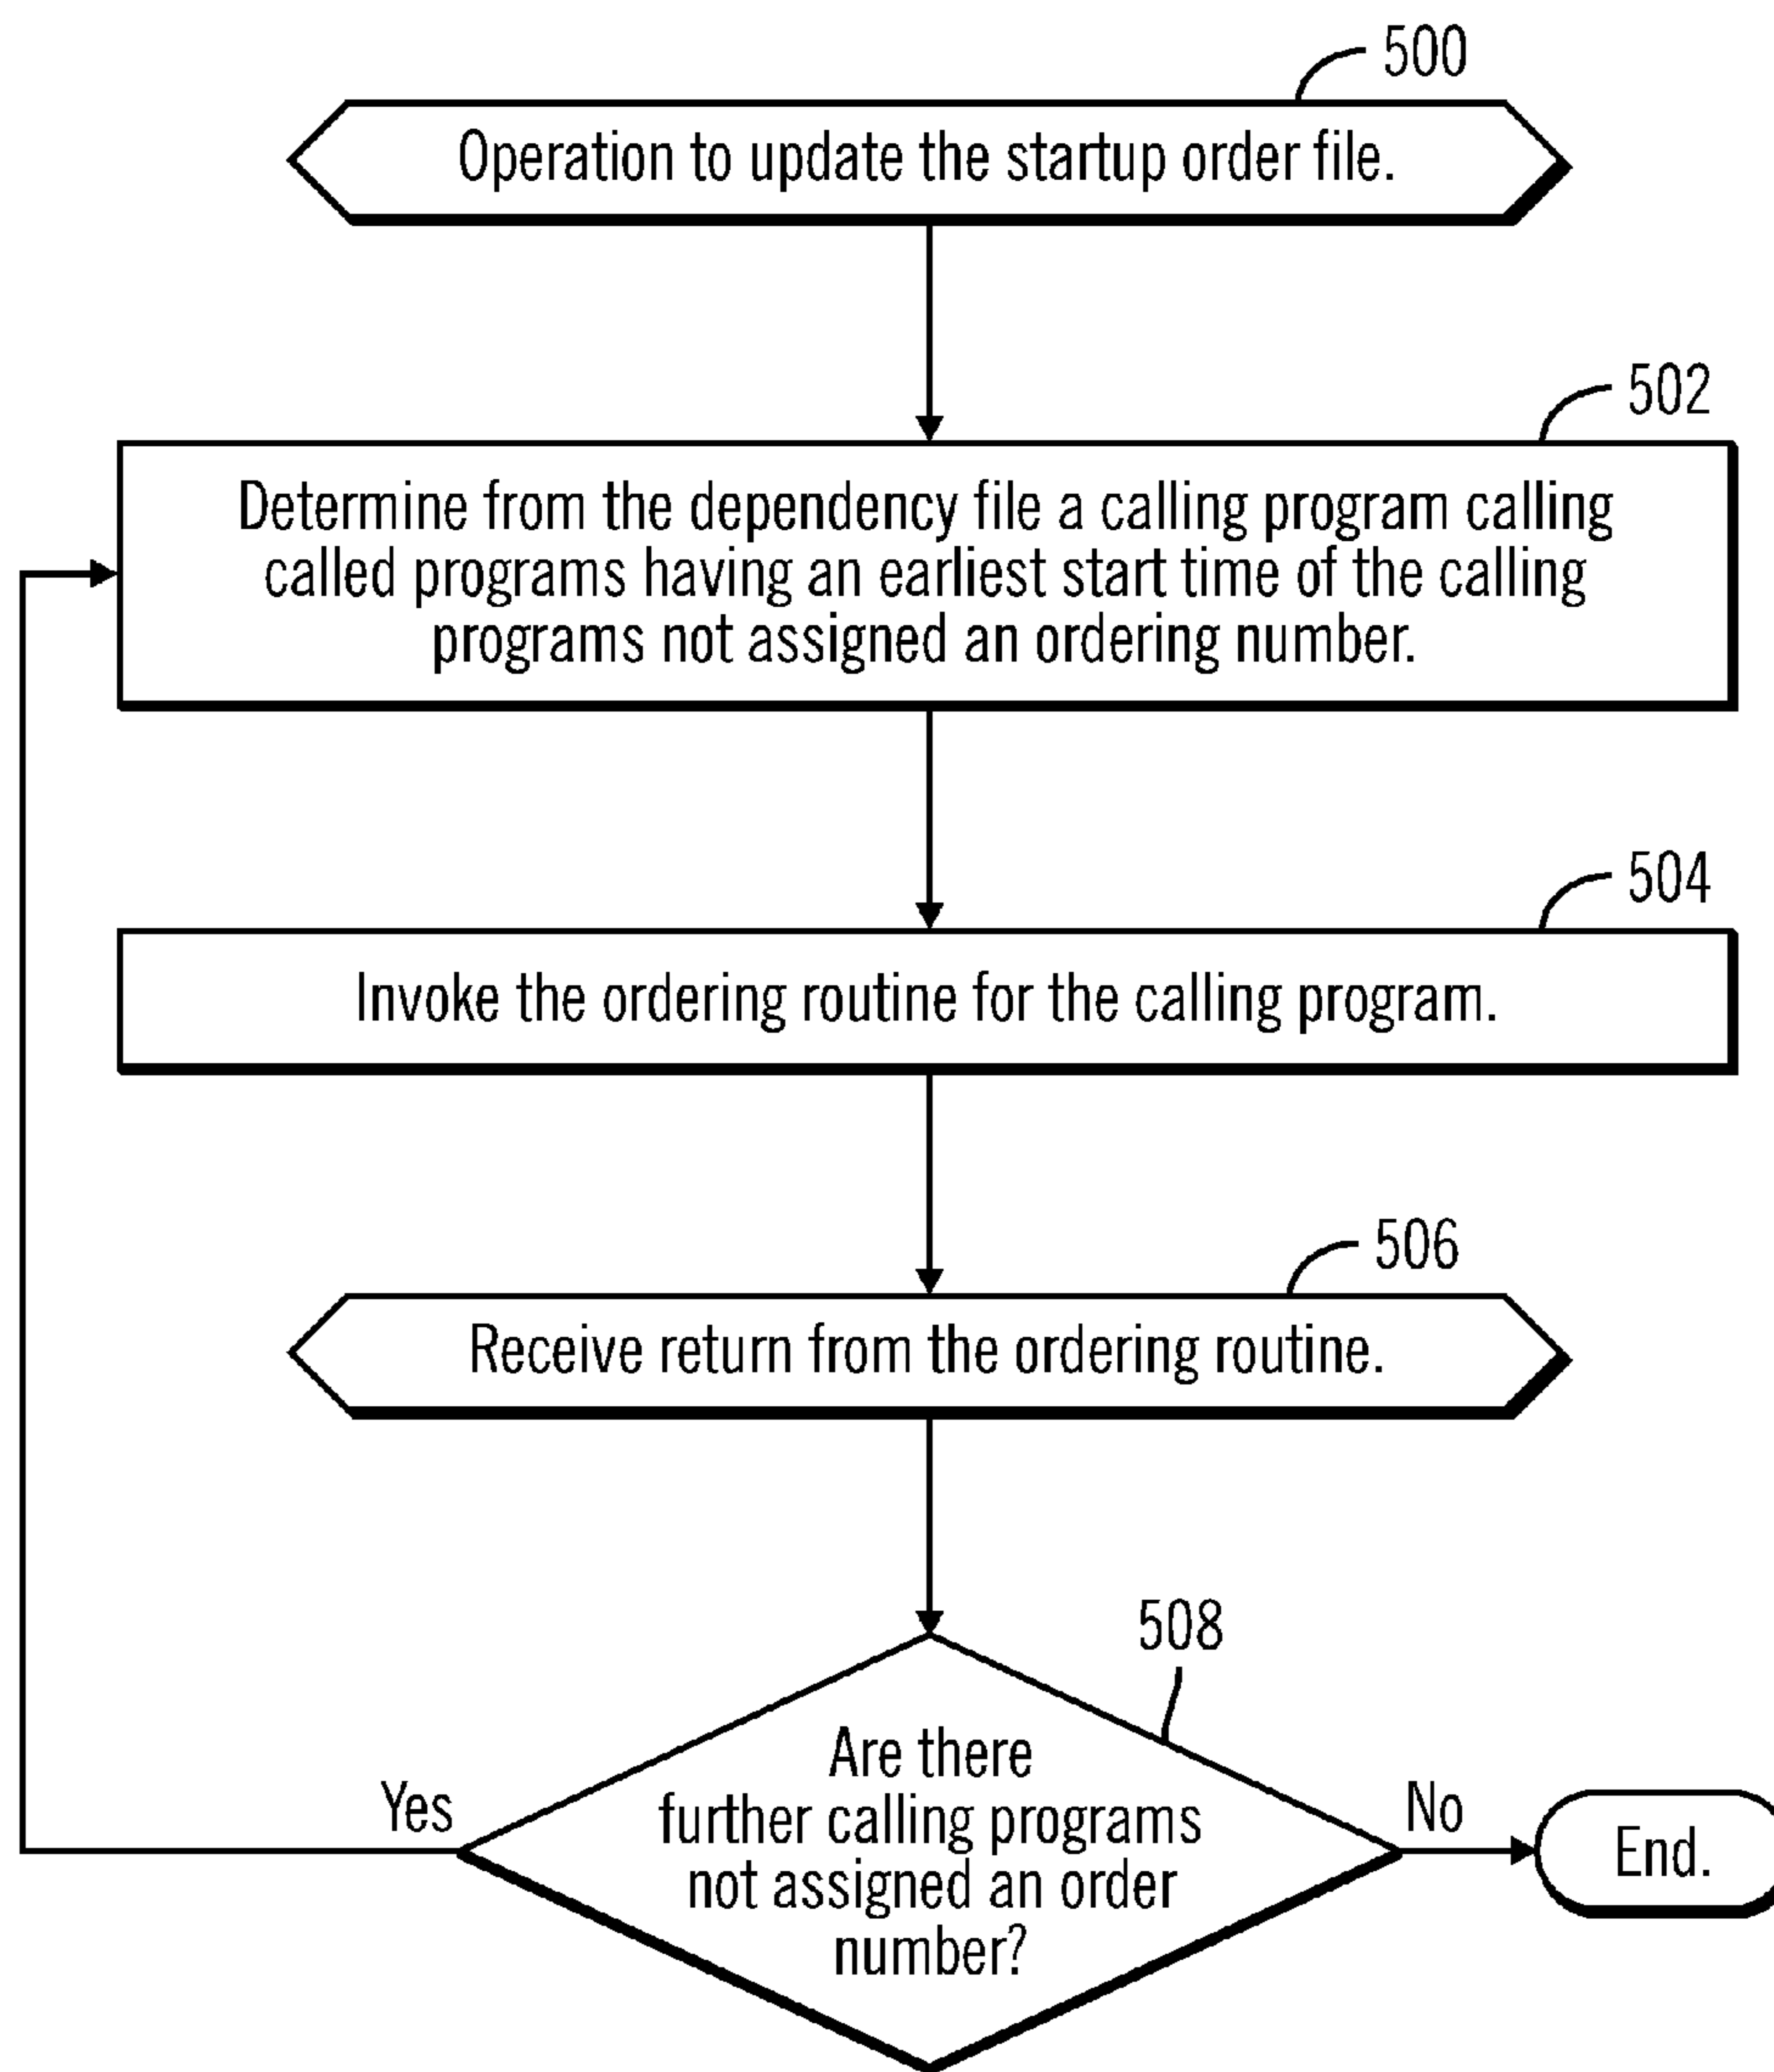 500
Operation to update the startup order file.
502
Determine from the dependency file a calling program calling
called programs having an earliest start time of the calling
programs not assigned an ordering number.
504
Invoke the ordering routine for the calling program.
506
Receive return from the ordering routine.
508
Are there
further calling programs
not assigned an order
number?
Yes
No
End.